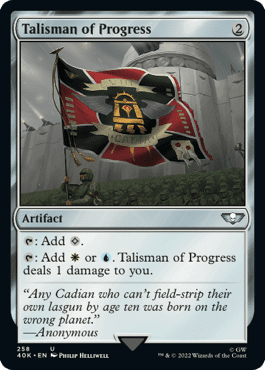 Talisman of Progress 2
CADIA
Artifact
: Add .
: Add or . Talisman of Progress
deals 1 damage to you.
“Any Cadian who can’t field-strip their
own lasgun by age ten was born on the
wrong planet.”
—Anonymous
258 U
40K • EN Philip Helliwell
© GW
™ & © 2022 Wizards of the Coast